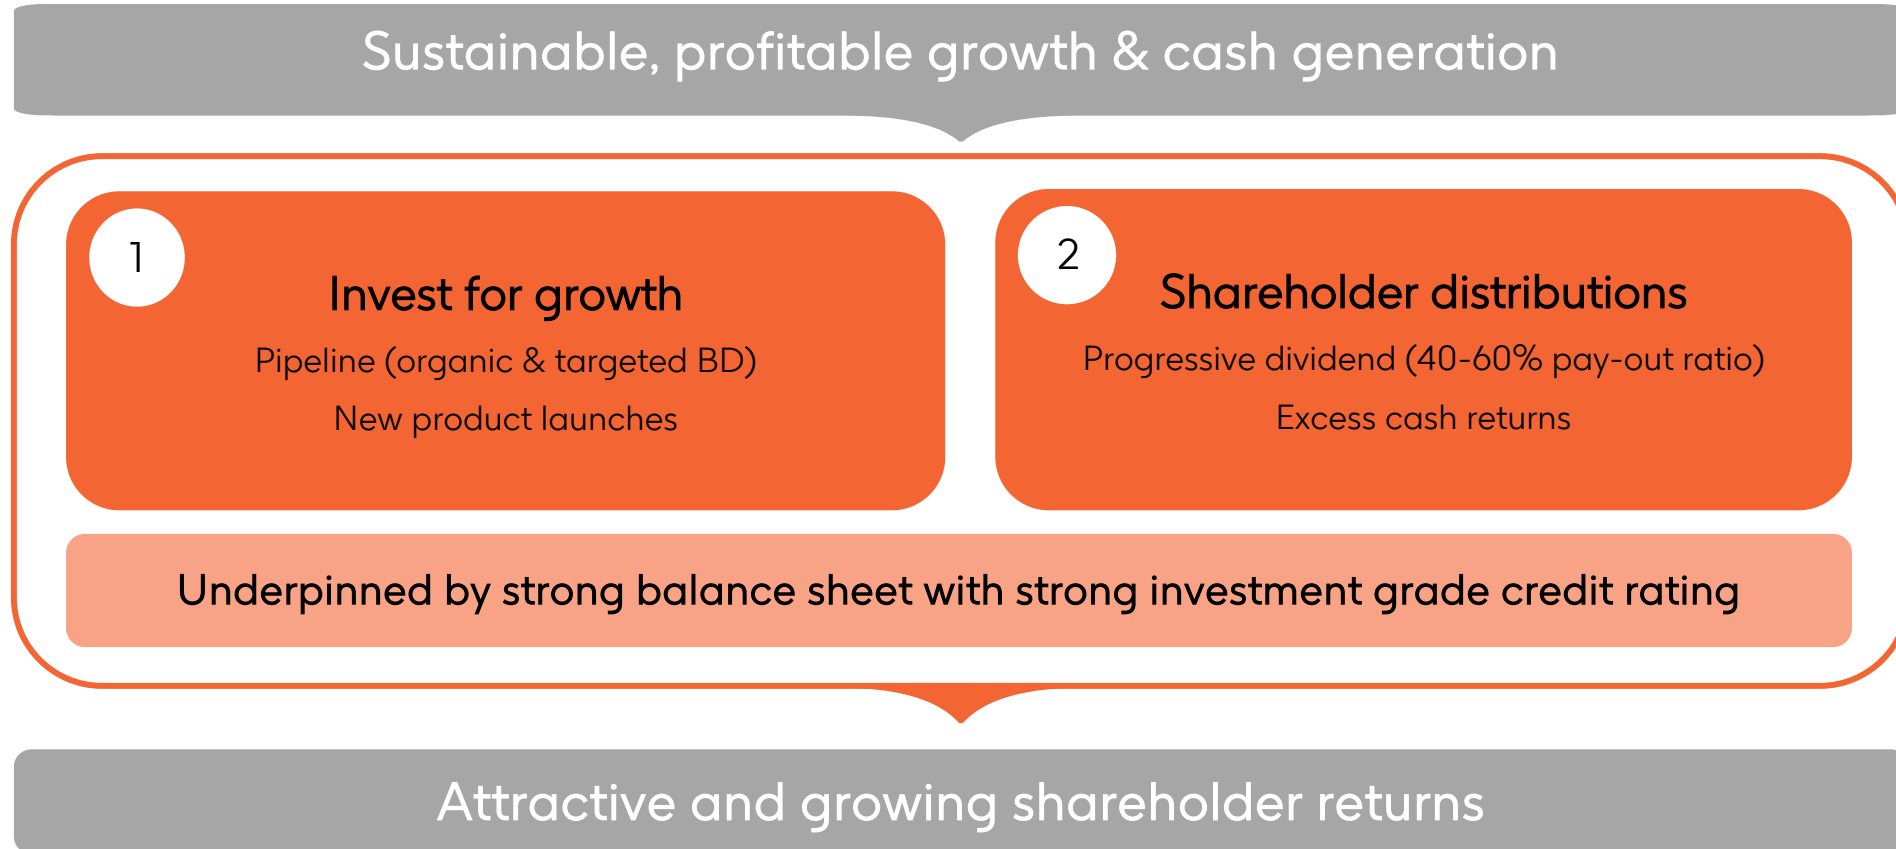 Sustainable, profitable growth & cash generation
1
Invest for growth
Pipeline (organic & targeted BD)
New product launches
2
Shareholder distributions
Progressive dividend (40-60% pay-out ratio)
Excess cash returns
Underpinned by strong balance sheet with strong investment grade credit rating
Attractive and growing shareholder returns